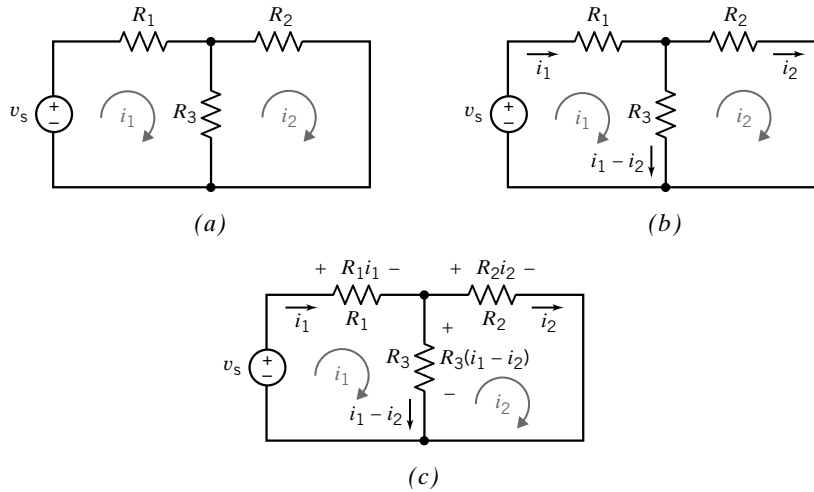 R1 R2
vs + − i1 R3 i2
(a)
R1 R2
i1 i2
vs + − i1 R3 i2
i1 − i2
(b)
+ R1i1 − + R2i2 −
i1 R1 R2 i2
+
vs + − i1 R3 R3(i1 − i2)
− i2
i1 − i2
(c)